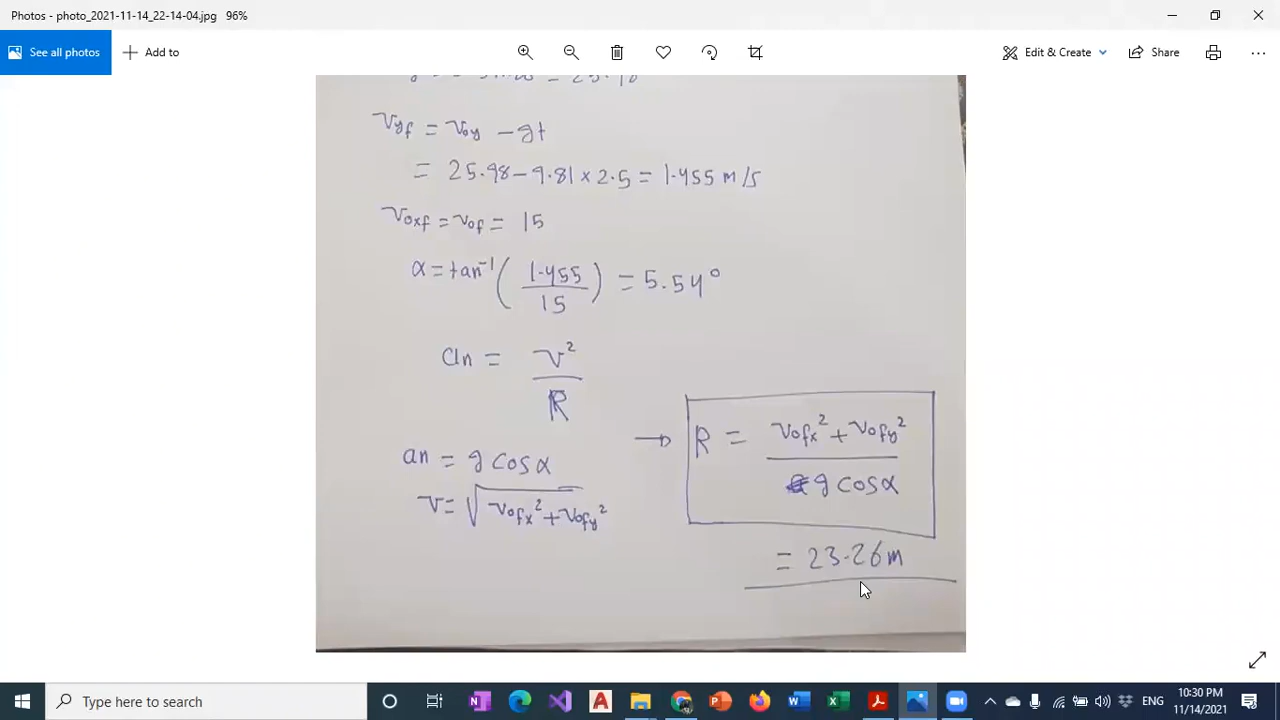 Photos - photo_2021-11-14_22-14-04.jpg 96%
See all photos
Add to
Edit & Create
Share
Vyf = Voy - gt
= 25.98 - 9.81 × 2.5 = 1.455 m/s
Voxf = Vof = 15
α = tan⁻¹ (1.455 / 15) = 5.54°
an = v² / R
an = g cos α
v = √(Vofx² + Vofy²)
→ R = (Vofx² + Vofy²) / (g cos α)
= 23.26 m
Type here to search
ENG
10:30 PM
11/14/2021